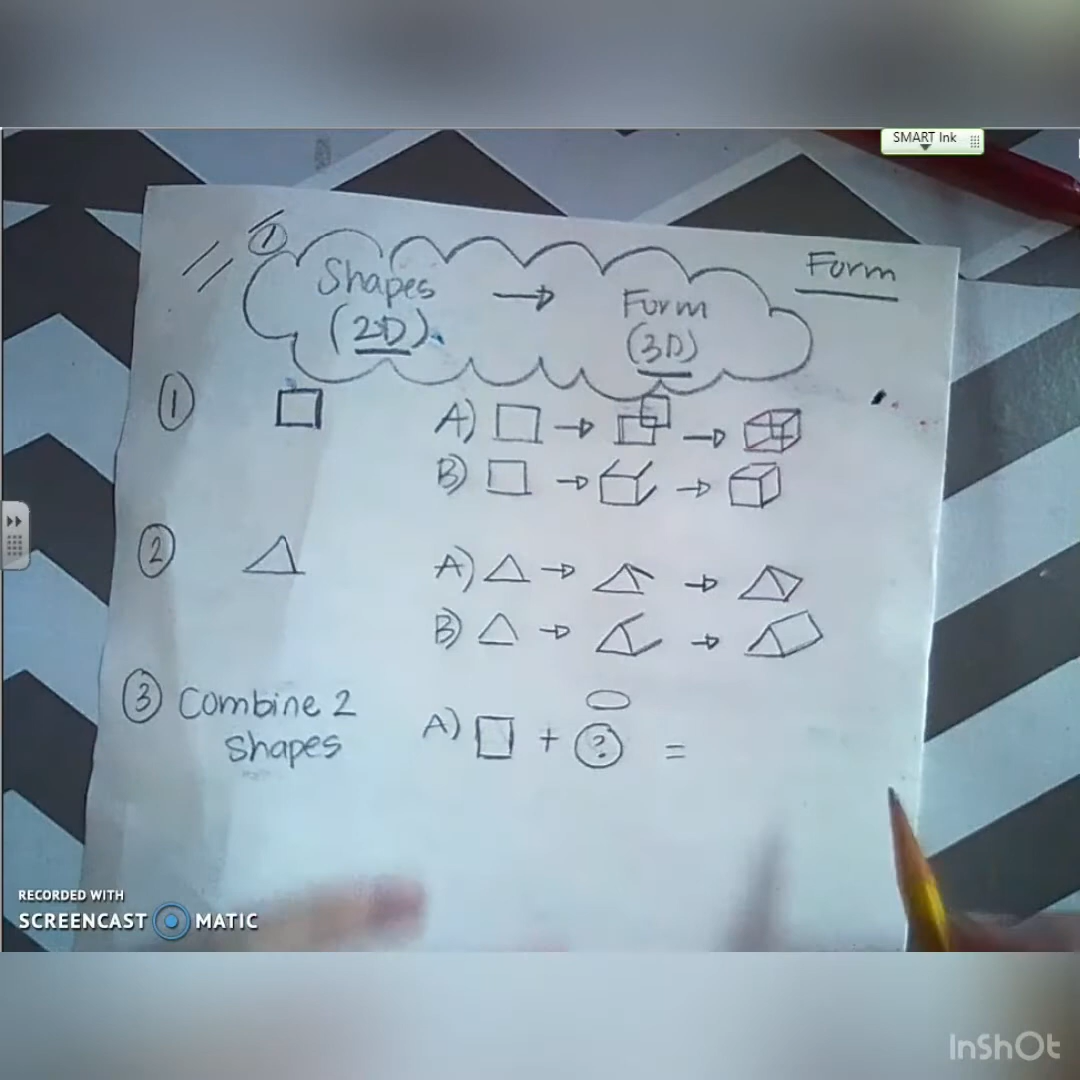 SMART Ink
Form
1
Shapes → Form
(2D). (3D)
1 A) → →
B) → →
2 A) → →
B) → →
3 Combine 2
Shapes
A) + ? =
RECORDED WITH
SCREENCAST MATIC
InShOt